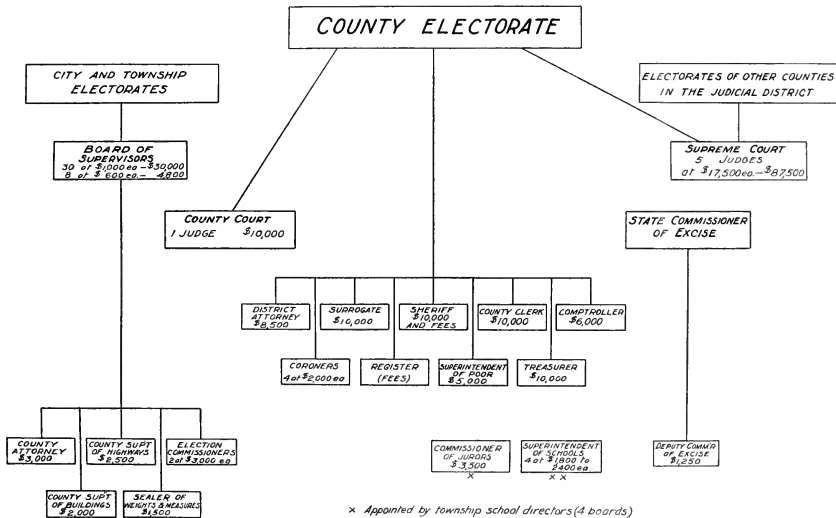 COUNTY ELECTORATE
CITY AND TOWNSHIP
ELECTORATES
ELECTORATES OF OTHER COUNTIES
IN THE JUDICIAL DISTRICT
BOARD OF
SUPERVISORS
30 at $1,000 ea - $30,000
8 at $600 ea. - 4,800
SUPREME COURT
5 JUDGES
at $17,500 ea. - $87,500
COUNTY COURT
1 JUDGE $10,000
STATE COMMISSIONER
OF EXCISE
DISTRICT
ATTORNEY
$8,500
SURROGATE
$10,000
SHERIFF
$10,000
AND FEES
COUNTY CLERK
$10,000
COMPTROLLER
$6,000
CORONERS
4 at $2,000 ea
REGISTER
(FEES)
SUPERINTENDENT
OF POOR
$5,000
TREASURER
$10,000
COUNTY
ATTORNEY
$3,000
COUNTY SUPT
OF HIGHWAYS
$2,500
ELECTION
COMMISSIONERS
2 at $3,000 ea
COMMISSIONER
OF JURORS
$3,500
x
SUPERINTENDENT
OF SCHOOLS
4 at $1,800 to
2400 ea
x x
DEPUTY COMM'R
OF EXCISE
$1,250
COUNTY SUPT
OF BUILDINGS
$2,000
SEALER OF
WEIGHTS & MEASURES
$1,500
x Appointed by township school directors (4 boards)